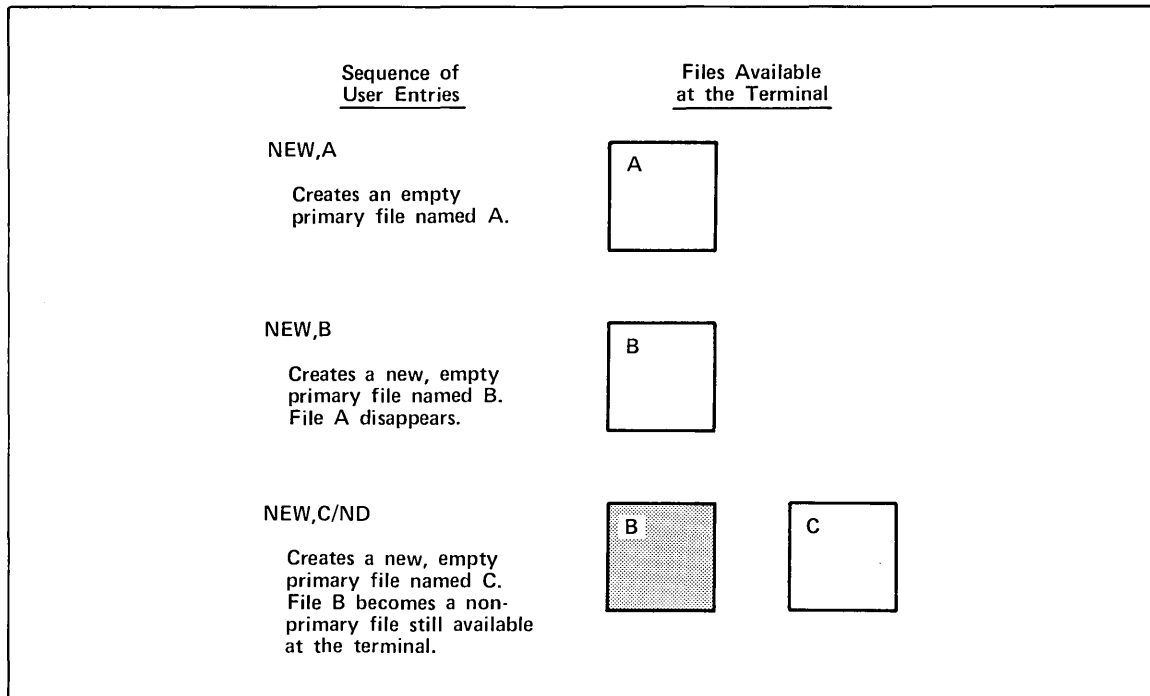 Sequence of
User Entries
Files Available
at the Terminal
NEW,A
Creates an empty
primary file named A.
A
NEW,B
Creates a new, empty
primary file named B.
File A disappears.
B
NEW,C/ND
Creates a new, empty
primary file named C.
File B becomes a non-
primary file still available
at the terminal.
B
C